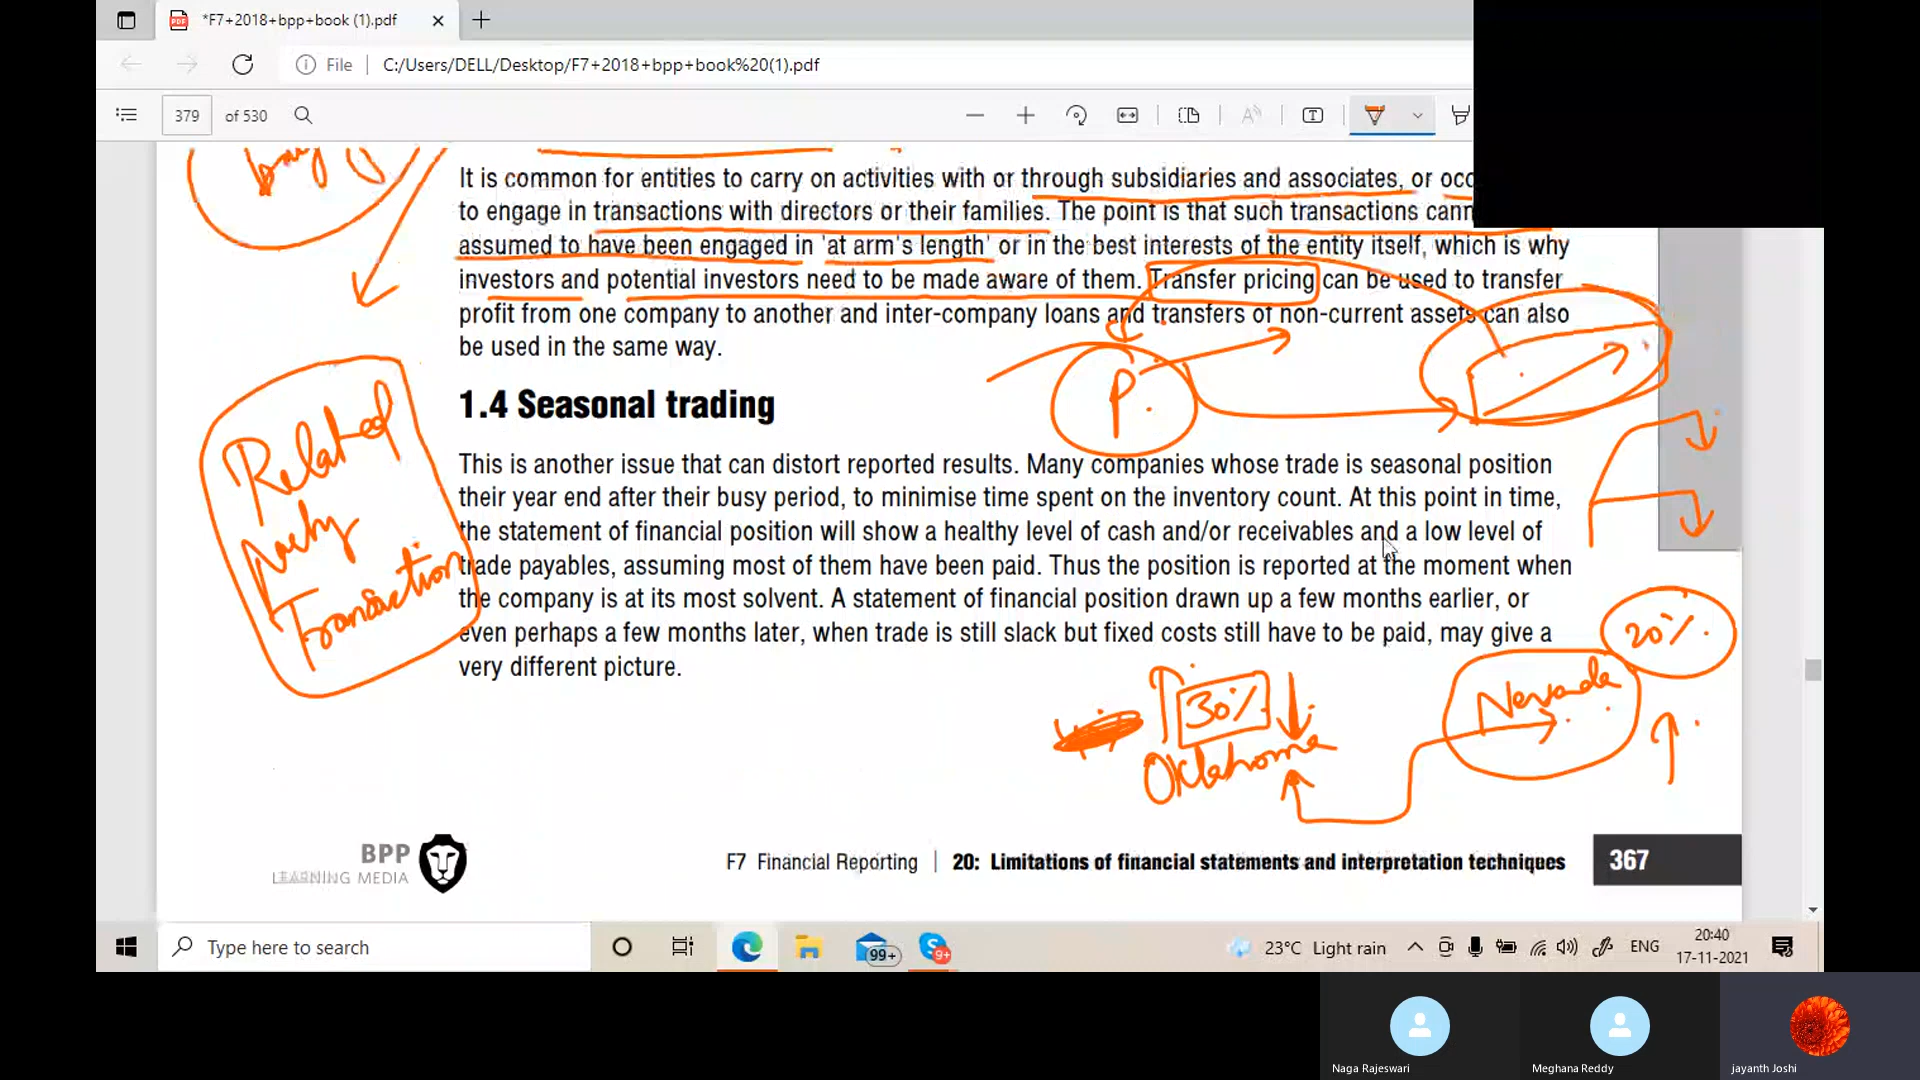 *F7+2018+bpp+book (1).pdf
File C:/Users/DELL/Desktop/F7+2018+bpp+book%20(1).pdf
379 of 530
It is common for entities to carry on activities with or through subsidiaries and associates, or occ
to engage in transactions with directors or their families. The point is that such transactions cann
assumed to have been engaged in 'at arm's length' or in the best interests of the entity itself, which is why
investors and potential investors need to be made aware of them. Transfer pricing can be used to transfer
profit from one company to another and inter-company loans and transfers of non-current assets can also
be used in the same way.
P.
1.4 Seasonal trading
Related
Party
Transaction
This is another issue that can distort reported results. Many companies whose trade is seasonal position
their year end after their busy period, to minimise time spent on the inventory count. At this point in time,
the statement of financial position will show a healthy level of cash and/or receivables and a low level of
trade payables, assuming most of them have been paid. Thus the position is reported at the moment when
the company is at its most solvent. A statement of financial position drawn up a few months earlier, or
even perhaps a few months later, when trade is still slack but fixed costs still have to be paid, may give a
very different picture.
20%.
30%.
Nevada
Oklahoma
BPP
LEARNING MEDIA
F7 Financial Reporting | 20: Limitations of financial statements and interpretation techniques 367
Type here to search
99+
9+
23°C Light rain
ENG
20:40
17-11-2021
Naga Rajeswari
Meghana Reddy
jayanth Joshi